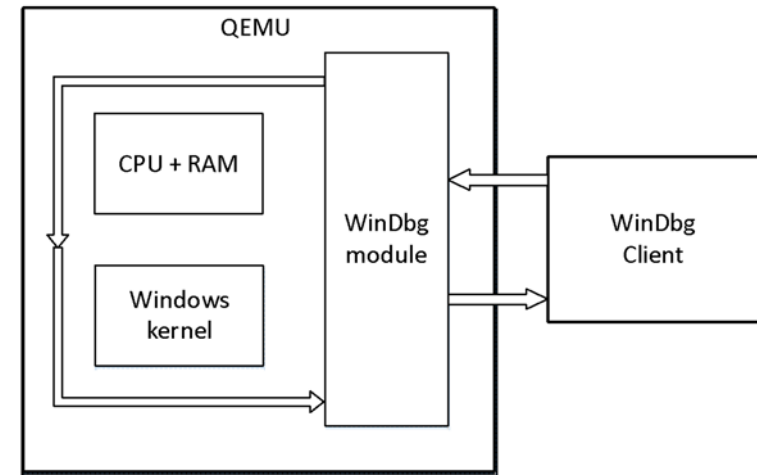 QEMU
CPU + RAM
Windows
kernel
WinDbg
module
WinDbg
Client